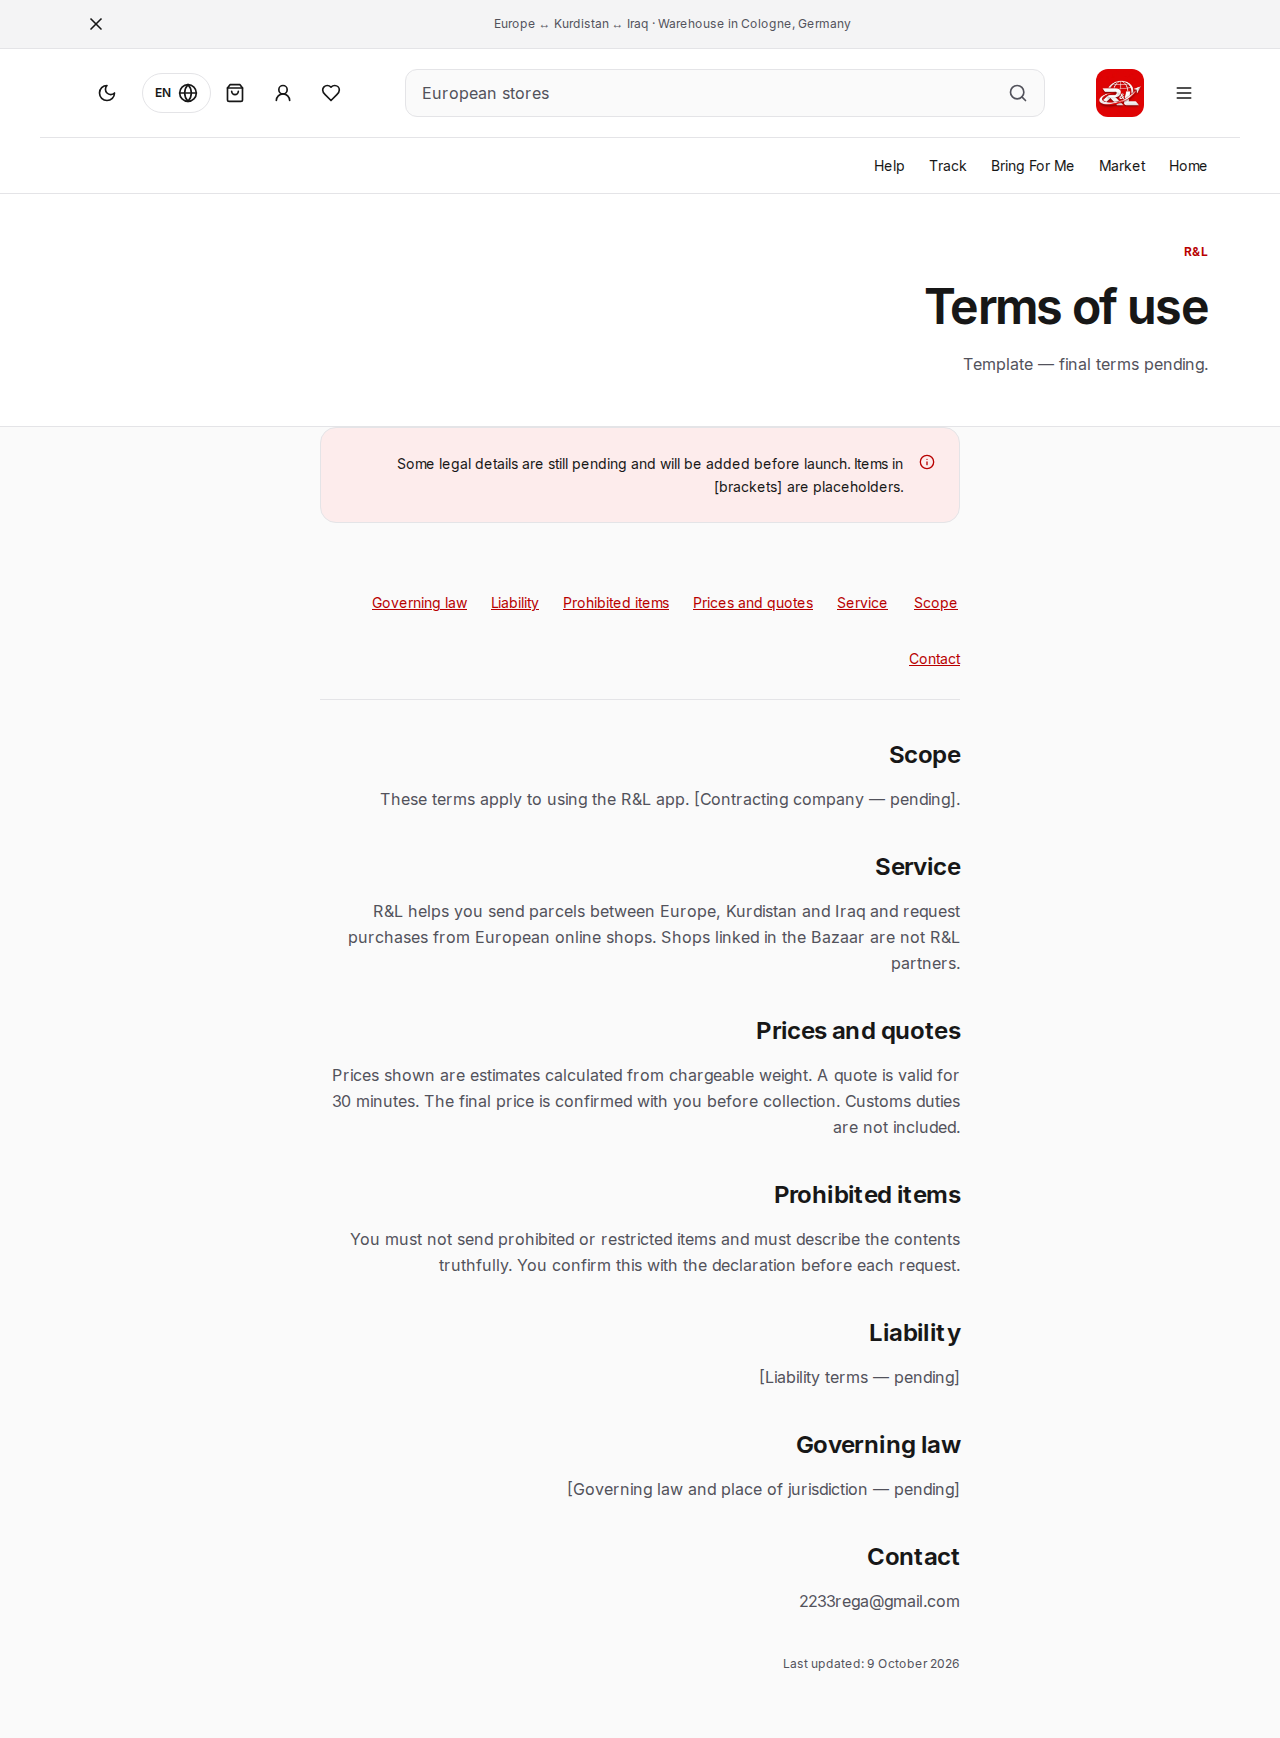 Europe ↔ Kurdistan ↔ Iraq · Warehouse in Cologne, Germany
EN
European stores
R&L
Help
Track
Bring For Me
Market
Home
R&L
Terms of use
Template — final terms pending.
Some legal details are still pending and will be added before launch. Items in
[brackets] are placeholders.
Governing law
Liability
Prohibited items
Prices and quotes
Service
Scope
Contact
Scope
These terms apply to using the R&L app. [Contracting company — pending].
Service
R&L helps you send parcels between Europe, Kurdistan and Iraq and request
purchases from European online shops. Shops linked in the Bazaar are not R&L
partners.
Prices and quotes
Prices shown are estimates calculated from chargeable weight. A quote is valid for
30 minutes. The final price is confirmed with you before collection. Customs duties
are not included.
Prohibited items
You must not send prohibited or restricted items and must describe the contents
truthfully. You confirm this with the declaration before each request.
Liability
[Liability terms — pending]
Governing law
[Governing law and place of jurisdiction — pending]
Contact
2233rega@gmail.com
Last updated: 9 October 2026